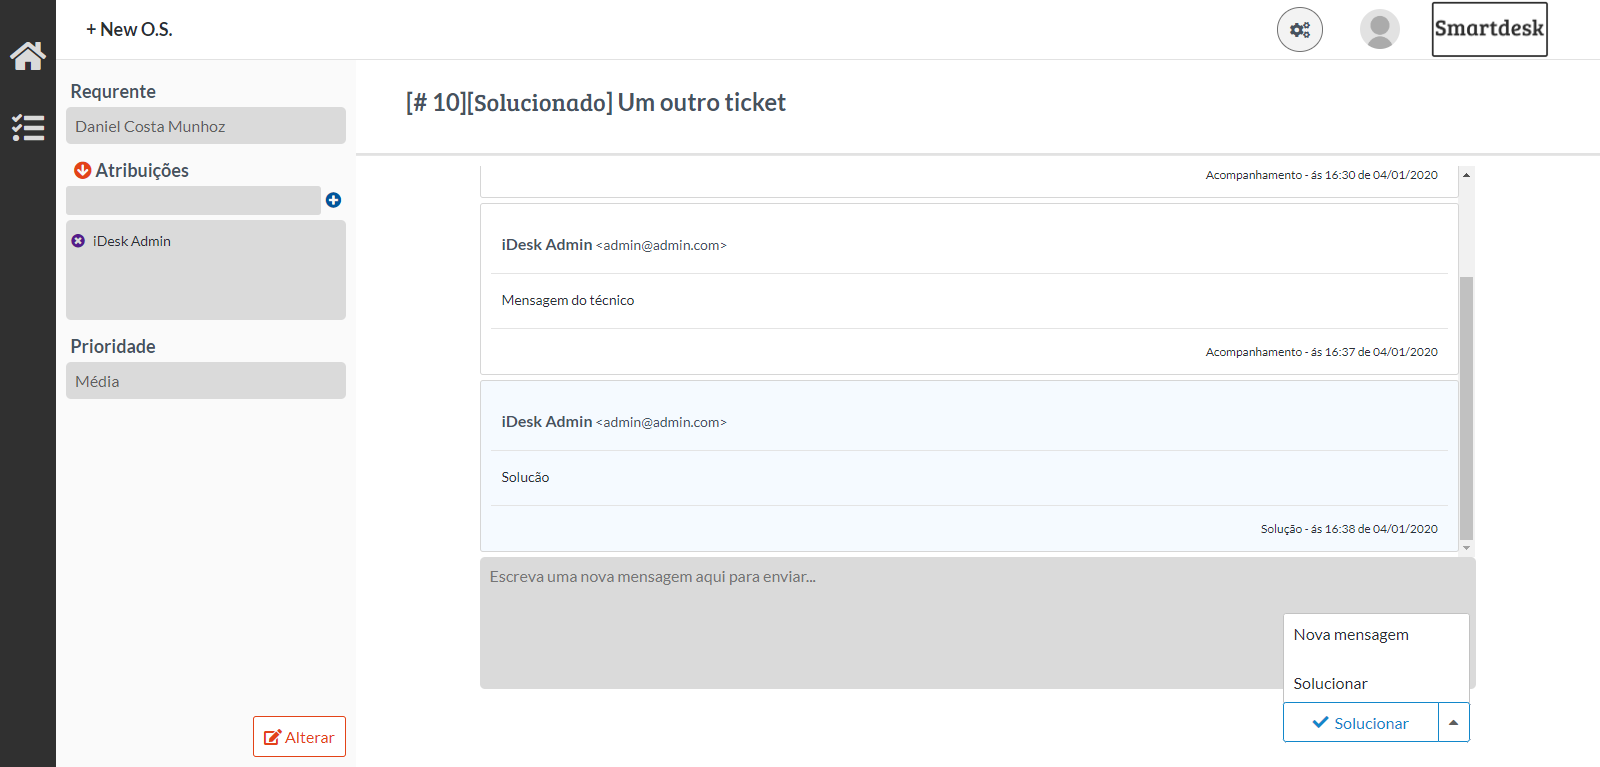 + New O.S.
Smartdesk
Requrente
Daniel Costa Munhoz
Atribuições
iDesk Admin
Prioridade
Média
Alterar
[# 10][Solucionado] Um outro ticket
Acompanhamento - ás 16:30 de 04/01/2020
iDesk Admin <admin@admin.com>
Mensagem do técnico
Acompanhamento - ás 16:37 de 04/01/2020
iDesk Admin <admin@admin.com>
Solucão
Solução - ás 16:38 de 04/01/2020
Escreva uma nova mensagem aqui para enviar...
Nova mensagem
Solucionar
Solucionar